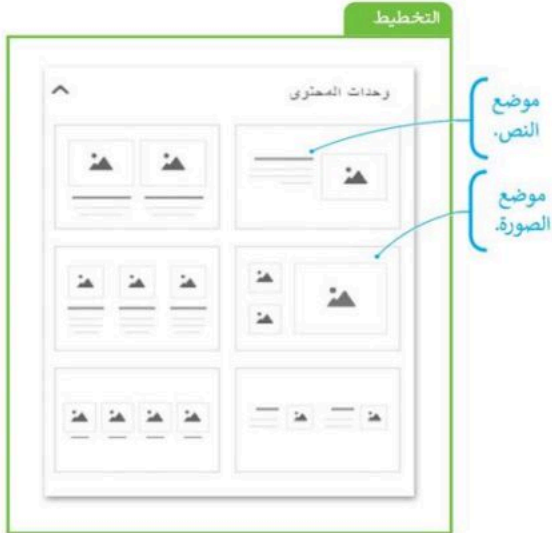 التخطيط
وحدات المحتوى
موضع
النص.
موضع
الصورة.